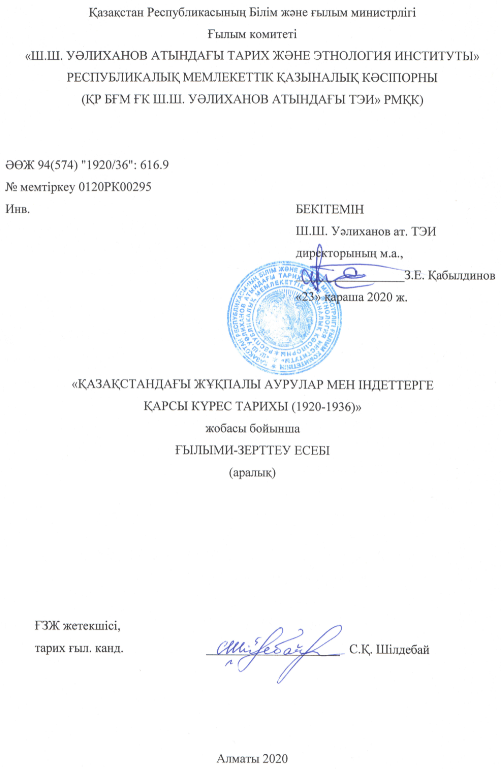 Қазақстан Республикасының Білім және ғылым министрлігі
Ғылым комитеті
«Ш.Ш. УӘЛИХАНОВ АТЫНДАҒЫ ТАРИХ ЖӘНЕ ЭТНОЛОГИЯ ИНСТИТУТЫ»
РЕСПУБЛИКАЛЫҚ МЕМЛЕКЕТТІК ҚАЗЫНАЛЫҚ КӘСІПОРНЫ
(ҚР БҒМ ҒК Ш.Ш. УӘЛИХАНОВ АТЫНДАҒЫ ТЭИ» РМҚК)
ӘӨЖ 94(574) "1920/36": 616.9
№ мемтіркеу 0120РК00295
Инв.
БЕКІТЕМІН
Ш.Ш. Уәлиханов ат. ТЭИ
директорының м.а.,
З.Е. Қабылдинов
«23» қараша 2020 ж.
«ҚАЗАҚСТАНДАҒЫ ЖҰҚПАЛЫ АУРУЛАР МЕН ІНДЕТТЕРГЕ
ҚАРСЫ КҮРЕС ТАРИХЫ (1920-1936)»
жобасы бойынша
ҒЫЛЫМИ-ЗЕРТТЕУ ЕСЕБІ
(аралық)
ҒЗЖ жетекшісі,
тарих ғыл. канд.
С.Қ. Шілдебай
Алматы 2020